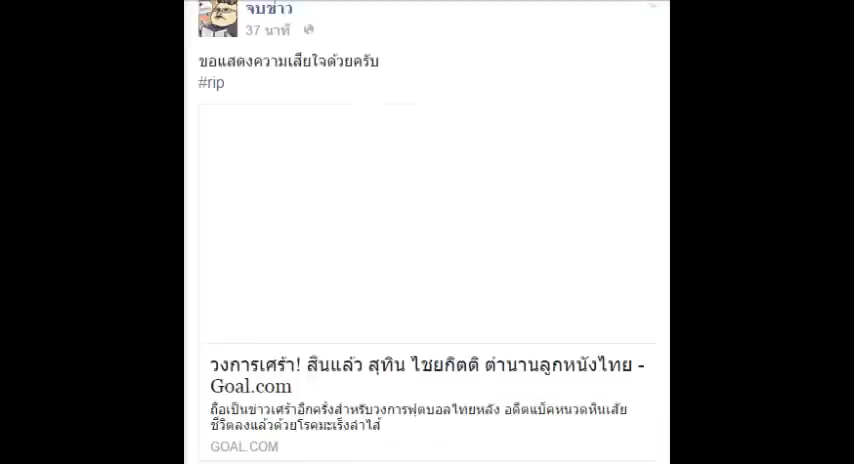 จบข่าว
37 นาที
ขอแสดงความเสียใจด้วยครับ
#rip
วงการเศร้า! สิ้นแล้ว สุทิน ไชยกิตติ ตำนานลูกหนังไทย -
Goal.com
ถือเป็นข่าวเศร้าอีกครั้งสำหรับวงการฟุตบอลไทยหลัง อดีตแบ็คหนวดหินเสีย
ชีวิตลงแล้วด้วยโรคมะเร็งลำไส้
GOAL.COM